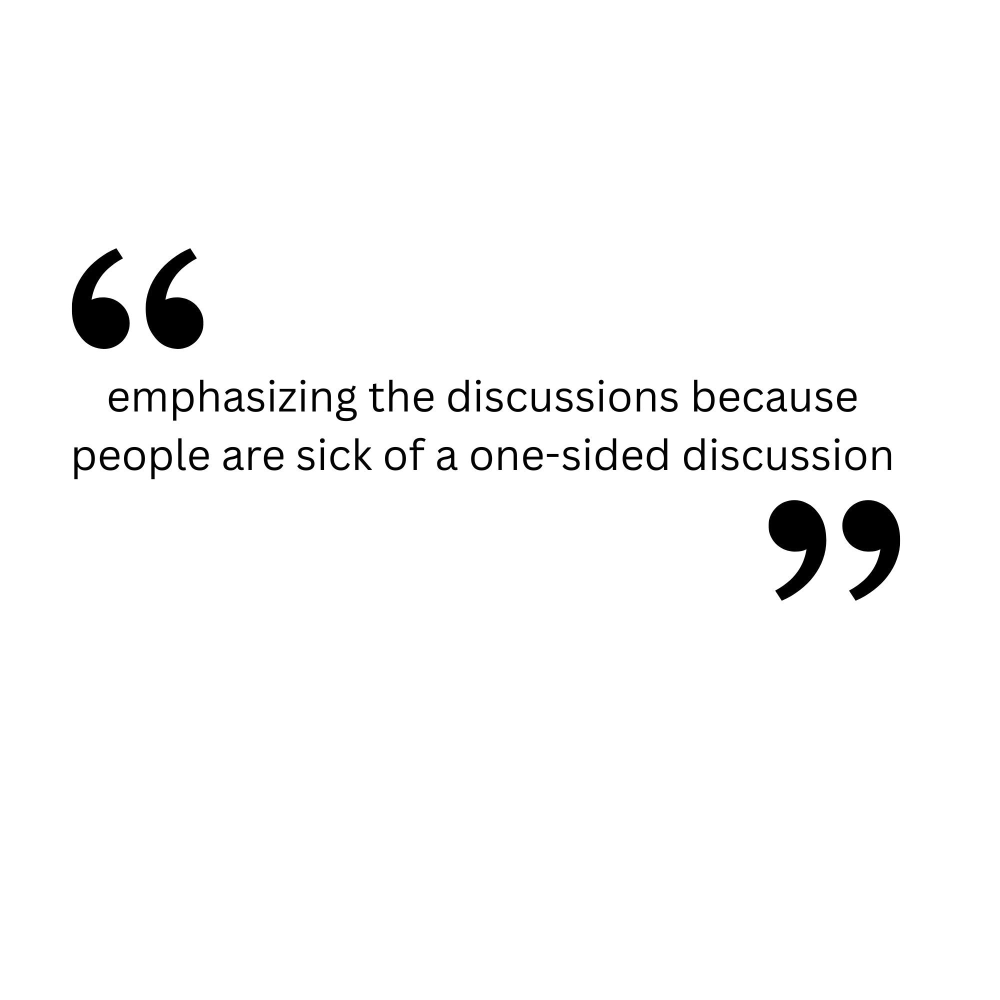 “
emphasizing the discussions because
people are sick of a one-sided discussion
”